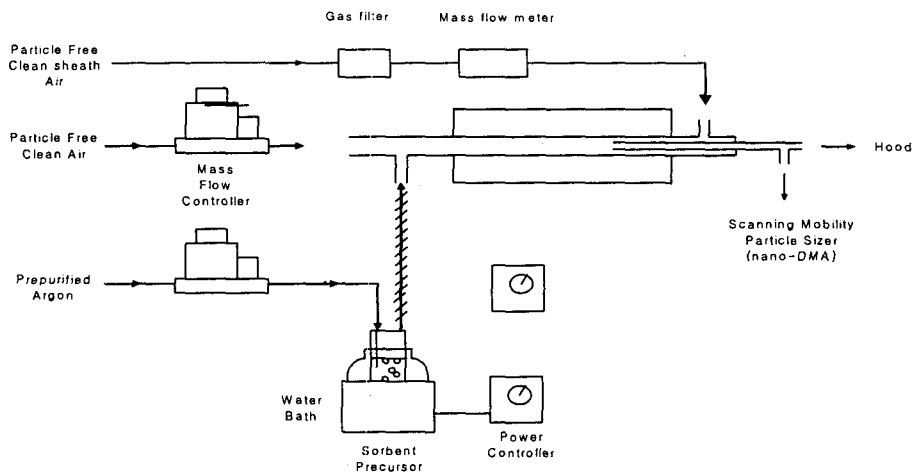 Gas filter
Mass flow meter
Particle Free
Clean sheath
Air
Particle Free
Clean Air
Mass
Flow
Controller
Hood
Scanning Mobility
Particle Sizer
(nano-DMA)
Prepurified
Argon
Water
Bath
Sorbent
Precursor
Power
Controller